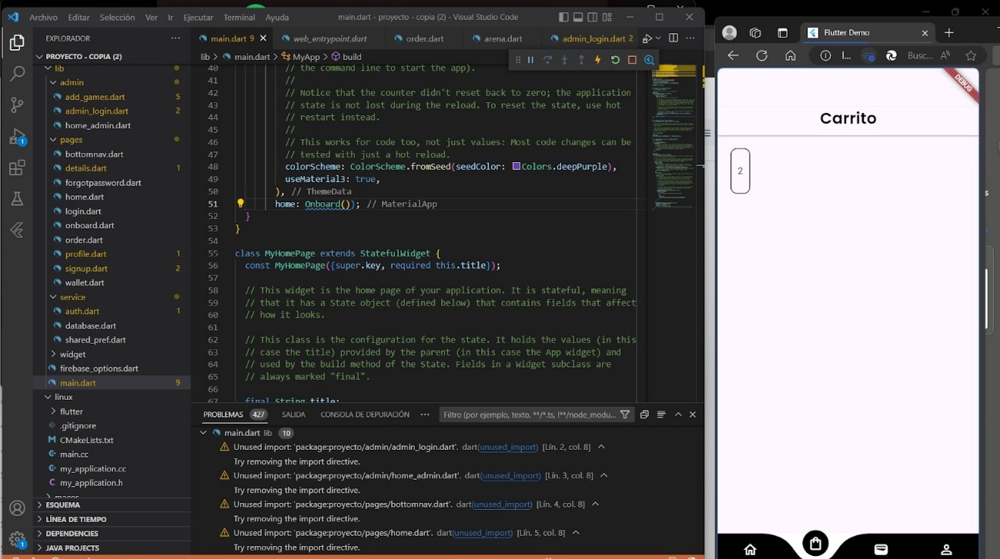 Archivo Editar Selección Ver Ir Ejecutar Terminal Ayuda
main.dart - proyecto - copia (2) - Visual Studio Code
EXPLORADOR
PROYECTO - COPIA (2)
lib
admin
add_games.dart 5
admin_login.dart 2
home_admin.dart
pages
bottomnav.dart
details.dart 1
forgotpassword.dart
home.dart
login.dart
onboard.dart
order.dart
profile.dart 1
signup.dart 2
wallet.dart
service
auth.dart 1
database.dart
shared_pref.dart
widget
firebase_options.dart
main.dart 9
linux
flutter
.gitignore
CMakeLists.txt
main.cc
my_application.cc
my_application.h
macos
ESQUEMA
LÍNEA DE TIEMPO
DEPENDENCIES
JAVA PROJECTS
1
1
main.dart 9 web_entrypoint.dart order.dart arena.dart admin_login.dart 2
lib > main.dart > MyApp > build
40 // the command line to start the app).
41 //
42 // Notice that the counter didn't reset back to zero; the application
43 // state is not lost during the reload. To reset the state, use hot
44 // restart instead.
45 //
46 // This works for code too, not just values: Most code changes can be
47 // tested with just a hot reload.
48 colorScheme: ColorScheme.fromSeed(seedColor: Colors.deepPurple),
49 useMaterial3: true,
50 ), // ThemeData
51 home: Onboard()); // MaterialApp
52 }
53 }
54
55 class MyHomePage extends StatefulWidget {
56 const MyHomePage({super.key, required this.title});
57
58 // This widget is the home page of your application. It is stateful, meaning
59 // that it has a State object (defined below) that contains fields that affect
60 // how it looks.
61
62 // This class is the configuration for the state. It holds the values (in this
63 // case the title) provided by the parent (in this case the App widget) and
64 // used by the build method of the State. Fields in a Widget subclass are
65 // always marked "final".
66
67 final String title;
PROBLEMAS 427 SALIDA CONSOLA DE DEPURACIÓN ··· Filtro (por ejemplo, texto, **/*.ts, !**/node_modu...
main.dart lib 10
Unused import: 'package:proyecto/admin/admin_login.dart'. dart(unused_import) [Lín. 2, col. 8]
Try removing the import directive.
Unused import: 'package:proyecto/admin/home_admin.dart'. dart(unused_import) [Lín. 3, col. 8]
Try removing the import directive.
Unused import: 'package:proyecto/pages/bottomnav.dart'. dart(unused_import) [Lín. 4, col. 8]
Try removing the import directive.
Unused import: 'package:proyecto/pages/home.dart'. dart(unused_import) [Lín. 5, col. 8]
Try removing the import directive.
Flutter Demo
l... Busc...
DEBUG
Carrito
2